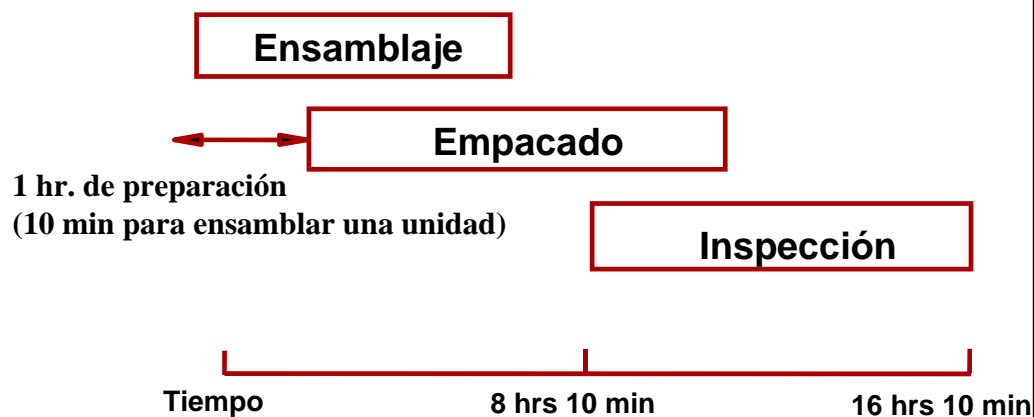 Ensamblaje
Empacado
1 hr. de preparación
(10 min para ensamblar una unidad)
Inspección
Tiempo 8 hrs 10 min 16 hrs 10 min